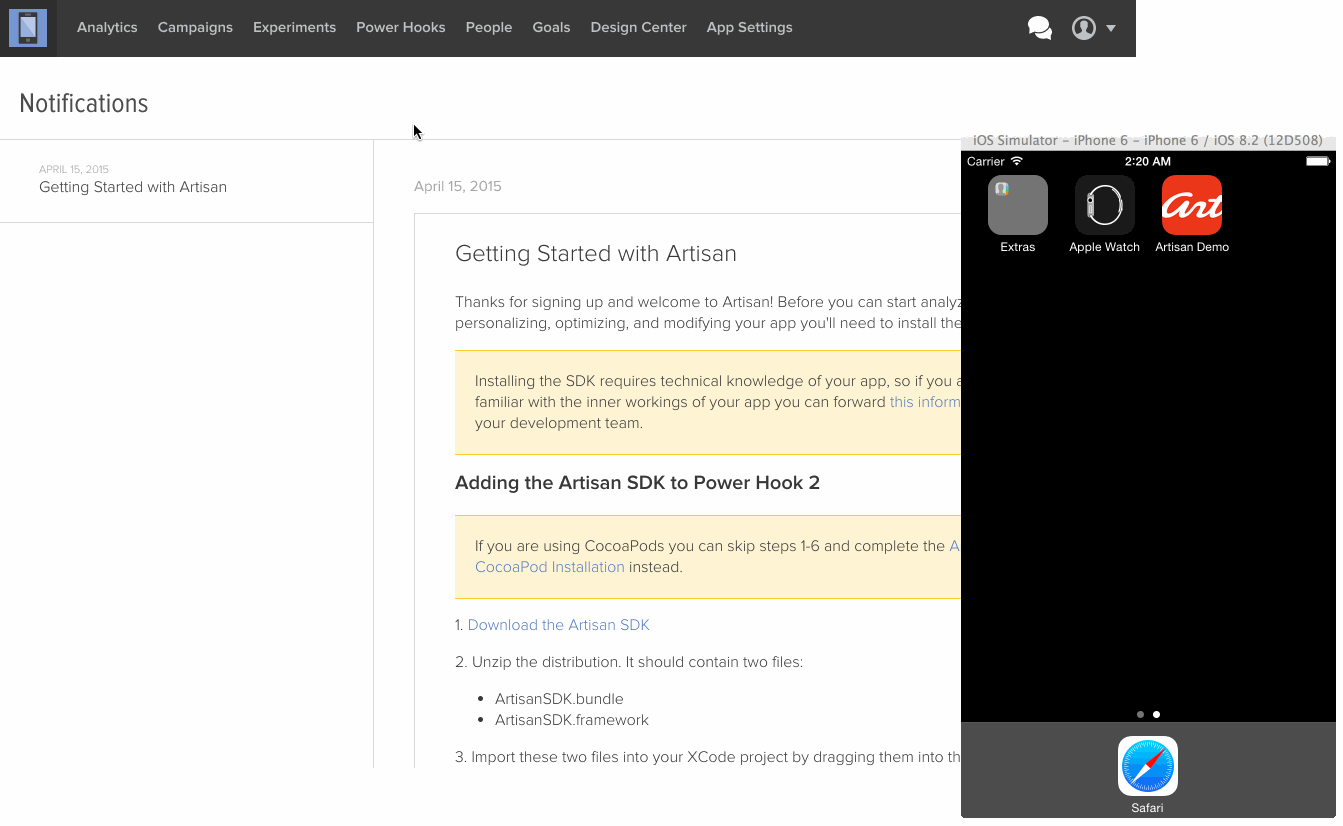 Analytics Campaigns Experiments Power Hooks People Goals Design Center App Settings
Notifications
APRIL 15, 2015
Getting Started with Artisan
April 15, 2015
Getting Started with Artisan
Thanks for signing up and welcome to Artisan! Before you can start analyz
personalizing, optimizing, and modifying your app you'll need to install the
Installing the SDK requires technical knowledge of your app, so if you a
familiar with the inner workings of your app you can forward this inform
your development team.
Adding the Artisan SDK to Power Hook 2
If you are using CocoaPods you can skip steps 1-6 and complete the A
CocoaPod Installation instead.
1. Download the Artisan SDK
2. Unzip the distribution. It should contain two files:
• ArtisanSDK.bundle
• ArtisanSDK.framework
3. Import these two files into your XCode project by dragging them into th
iOS Simulator - iPhone 6 - iPhone 6 / iOS 8.2 (12D508)
Carrier 2:20 AM
Art
Extras Apple Watch Artisan Demo
Safari